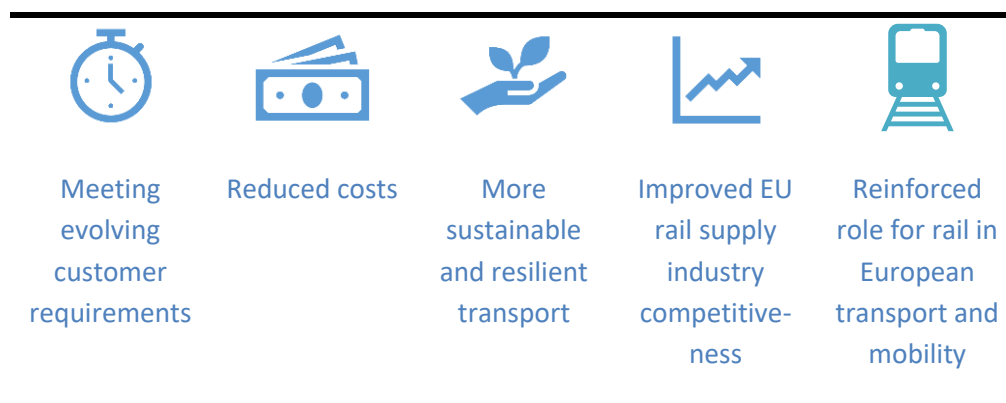 Meeting
evolving
customer
requirements
Reduced costs
More
sustainable
and resilient
transport
Improved EU
rail supply
industry
competitive-
ness
Reinforced
role for rail in
European
transport and
mobility